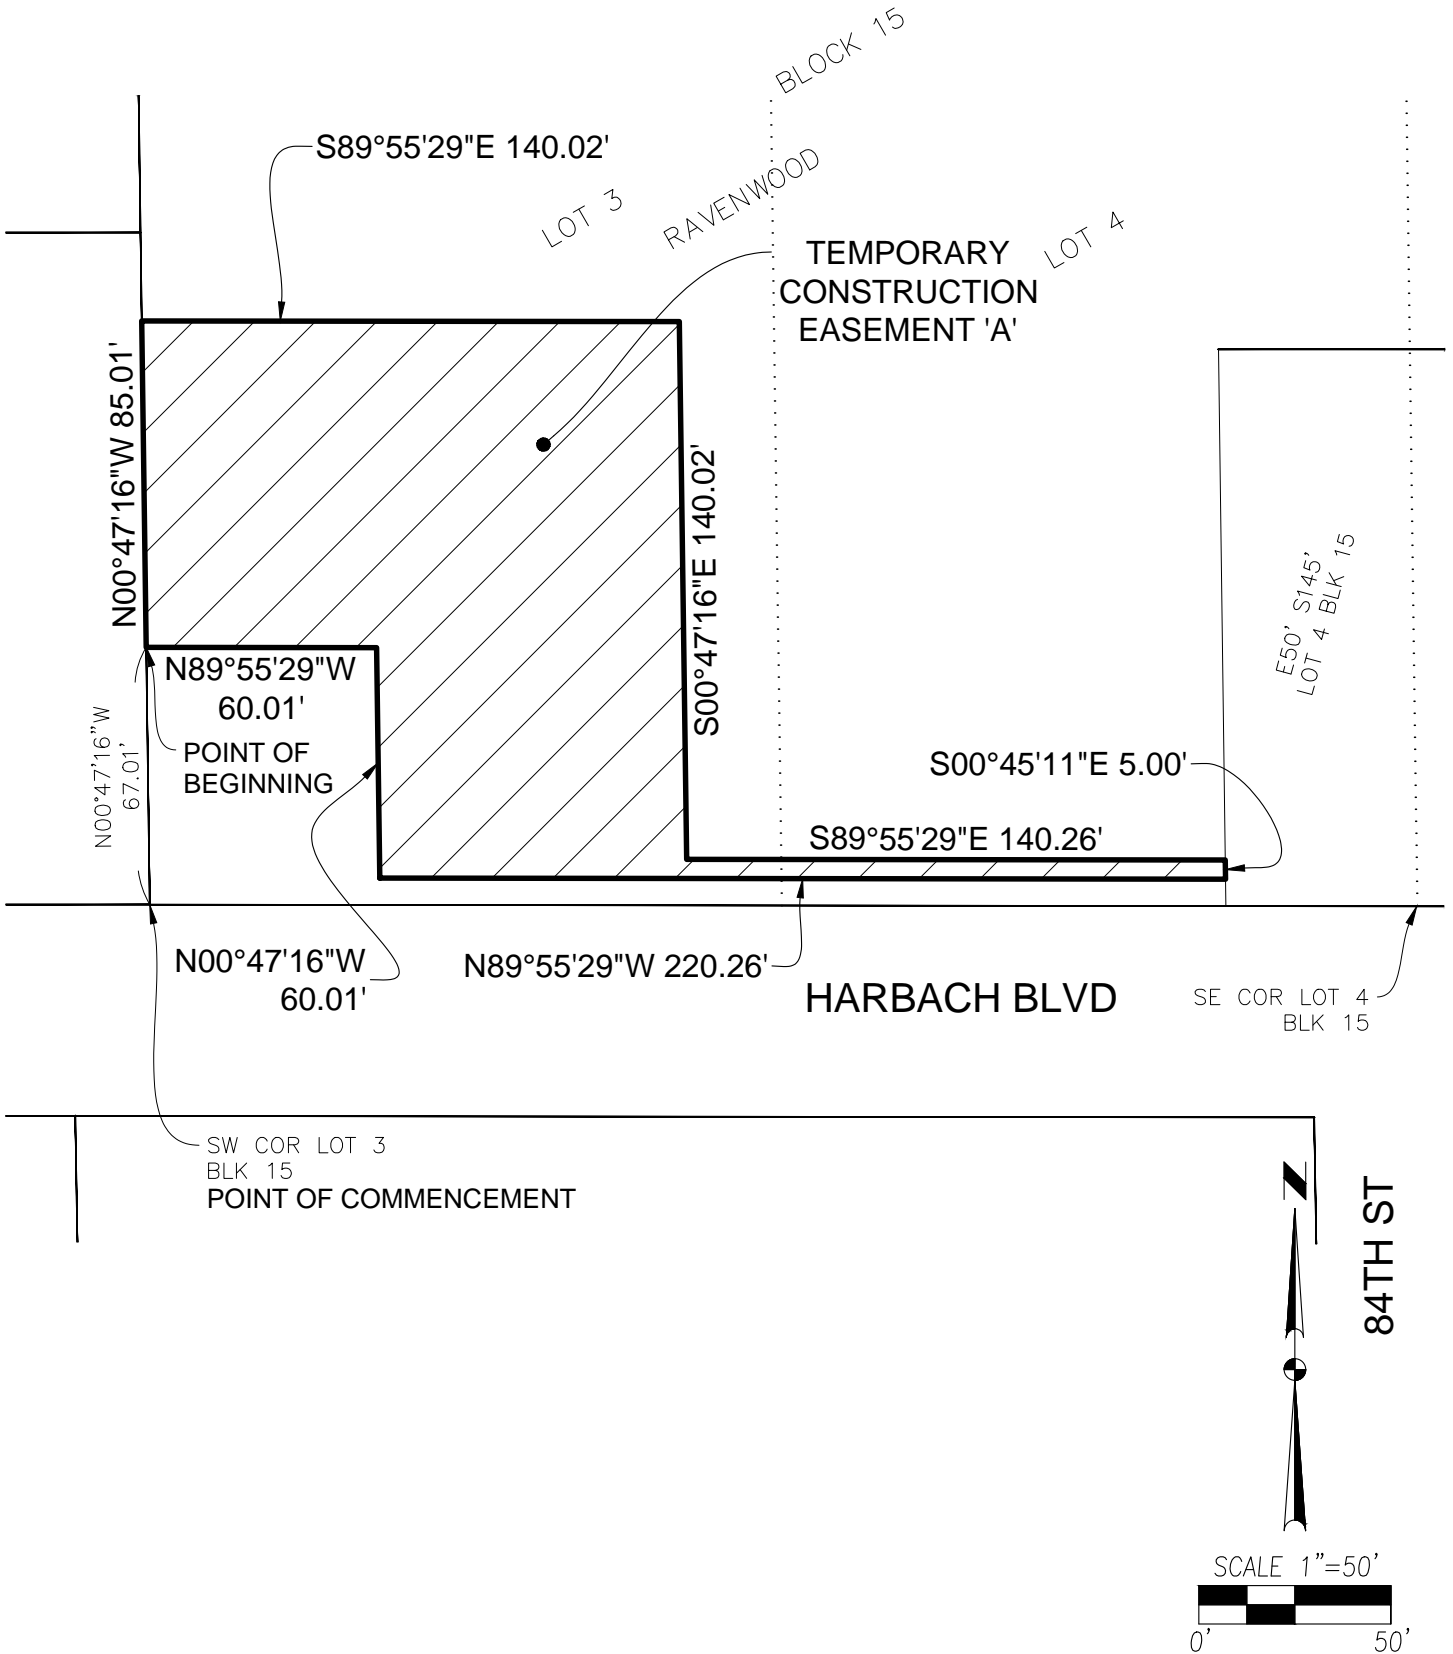 BLOCK 15
S89°55'29"E 140.02'
LOT 3
RAVENWOOD
LOT 4
TEMPORARY
CONSTRUCTION
EASEMENT 'A'
N00°47'16"W 85.01'
S00°47'16"E 140.02'
E50' S145'
LOT 4 BLK 15
N89°55'29"W
60.01'
N00°47'16"W
67.01'
POINT OF
BEGINNING
S00°45'11"E 5.00'
S89°55'29"E 140.26'
N00°47'16"W
60.01'
N89°55'29"W 220.26'
HARBACH BLVD
SE COR LOT 4
BLK 15
SW COR LOT 3
BLK 15
POINT OF COMMENCEMENT
N
84TH ST
SCALE 1"=50'
0' 50'